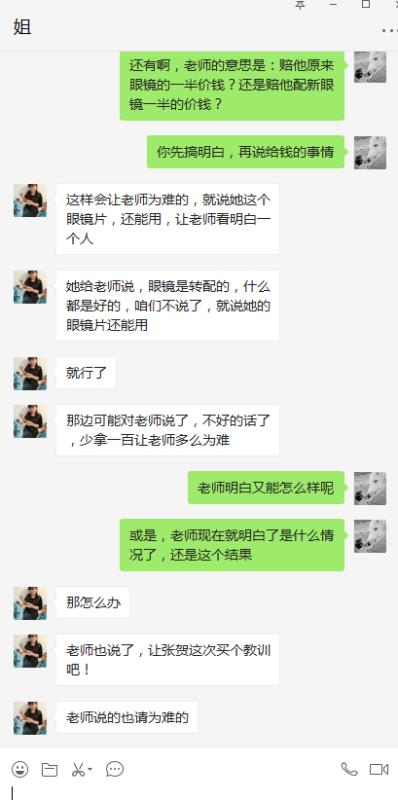 姐
还有啊，老师的意思是：赔他原来
眼镜的一半价钱？还是赔他配新眼
镜一半的价钱？
你先搞明白，再说给钱的事情
这样会让老师为难的，就说她这个
眼镜片，还能用，让老师看明白一
个人
她给老师说，眼镜是转配的，什么
都是好的，咱们不说了，就说她的
眼镜片还能用
就行了
那边可能对老师说了，不好的话了
，少拿一百让老师多么为难
老师明白又能怎么样呢
或是，老师现在就明白了是什么情
况了，还是这个结果
那怎么办
老师也说了，让张贺这次买个教训
吧！
老师说的也请为难的